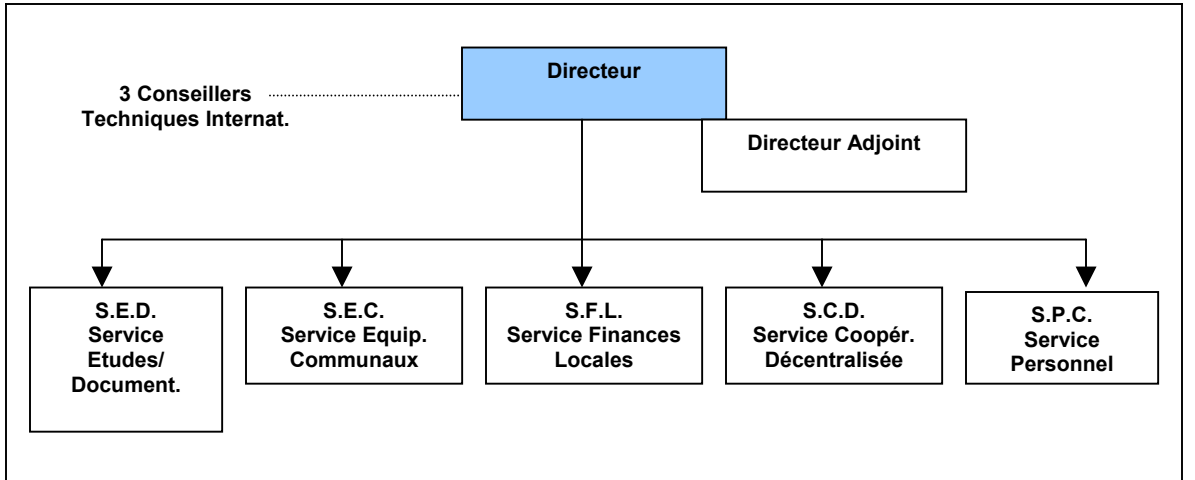 Directeur
3 Conseillers
Techniques Internat.
Directeur Adjoint
S.E.D.
Service
Etudes/
Document.
S.E.C.
Service Equip.
Communaux
S.F.L.
Service Finances
Locales
S.C.D.
Service Coopér.
Décentralisée
S.P.C.
Service
Personnel